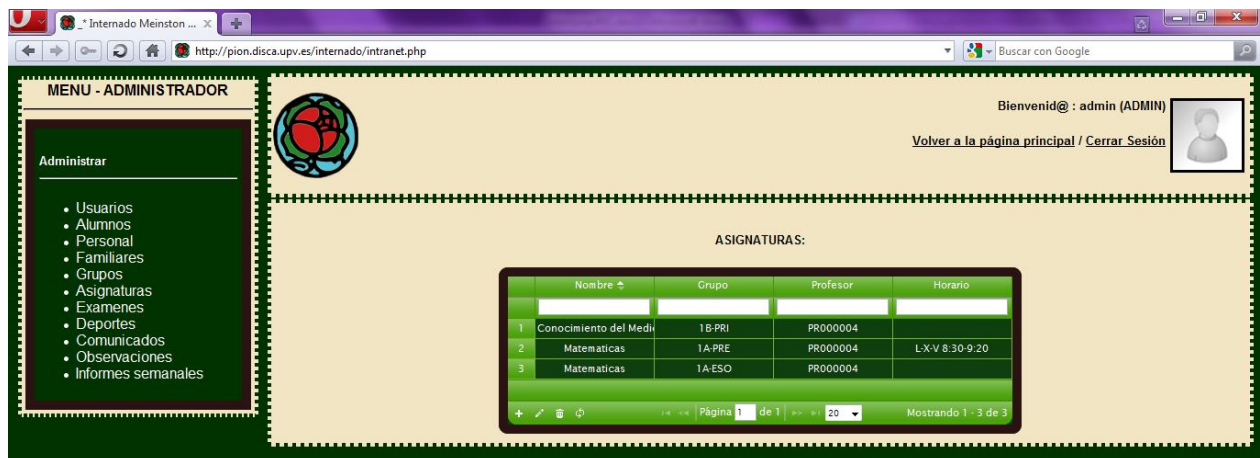 _* Internado Meinston ...
http://pion.disca.upv.es/internado/intranet.php
Buscar con Google
MENU - ADMINISTRADOR
Administrar
Usuarios
Alumnos
Personal
Familiares
Grupos
Asignaturas
Examenes
Deportes
Comunicados
Observaciones
Informes semanales
Bienvenid@ : admin (ADMIN)
Volver a la página principal / Cerrar Sesión
ASIGNATURAS:
Nombre Grupo Profesor Horario
1 Conocimiento del Medi 1B-PRI PR000004
2 Matematicas 1A-PRE PR000004 L-X-V 8:30-9:20
3 Matematicas 1A-ESO PR000004
Página 1 de 1 20 Mostrando 1 - 3 de 3